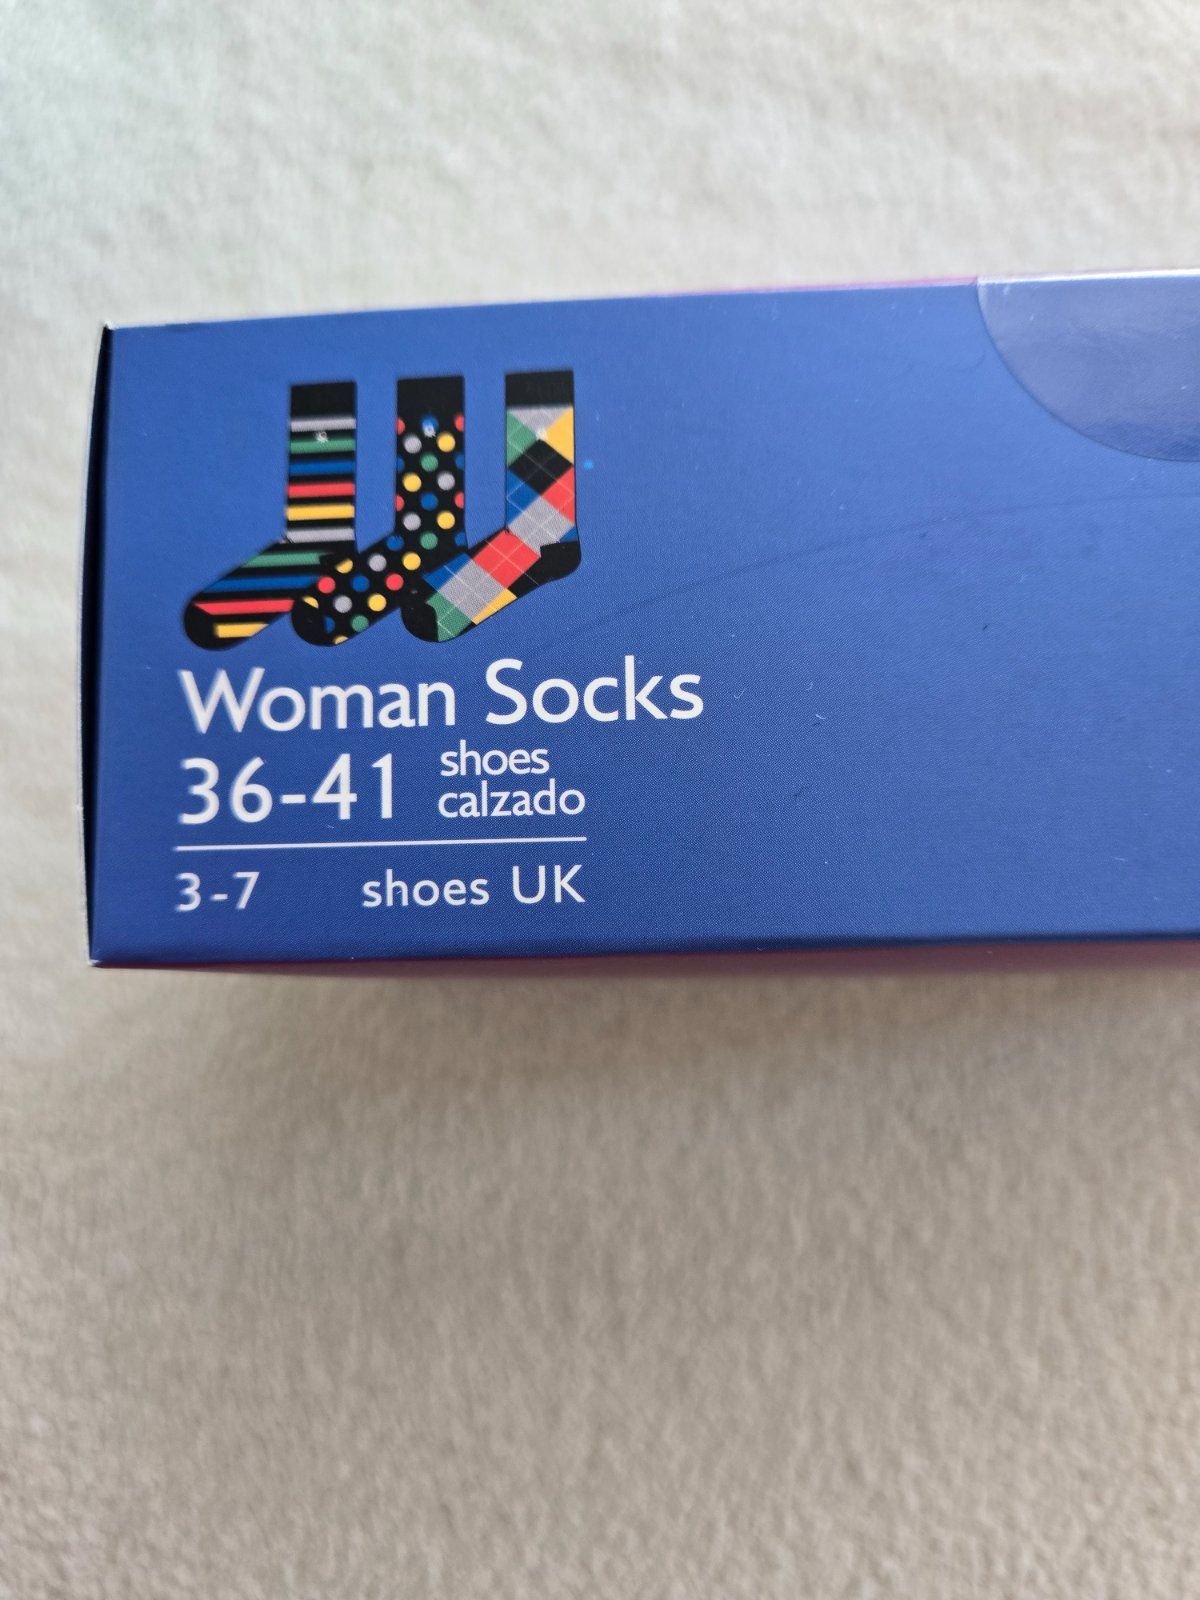 Woman Socks
36-41 shoes
calzado
3-7 shoes UK